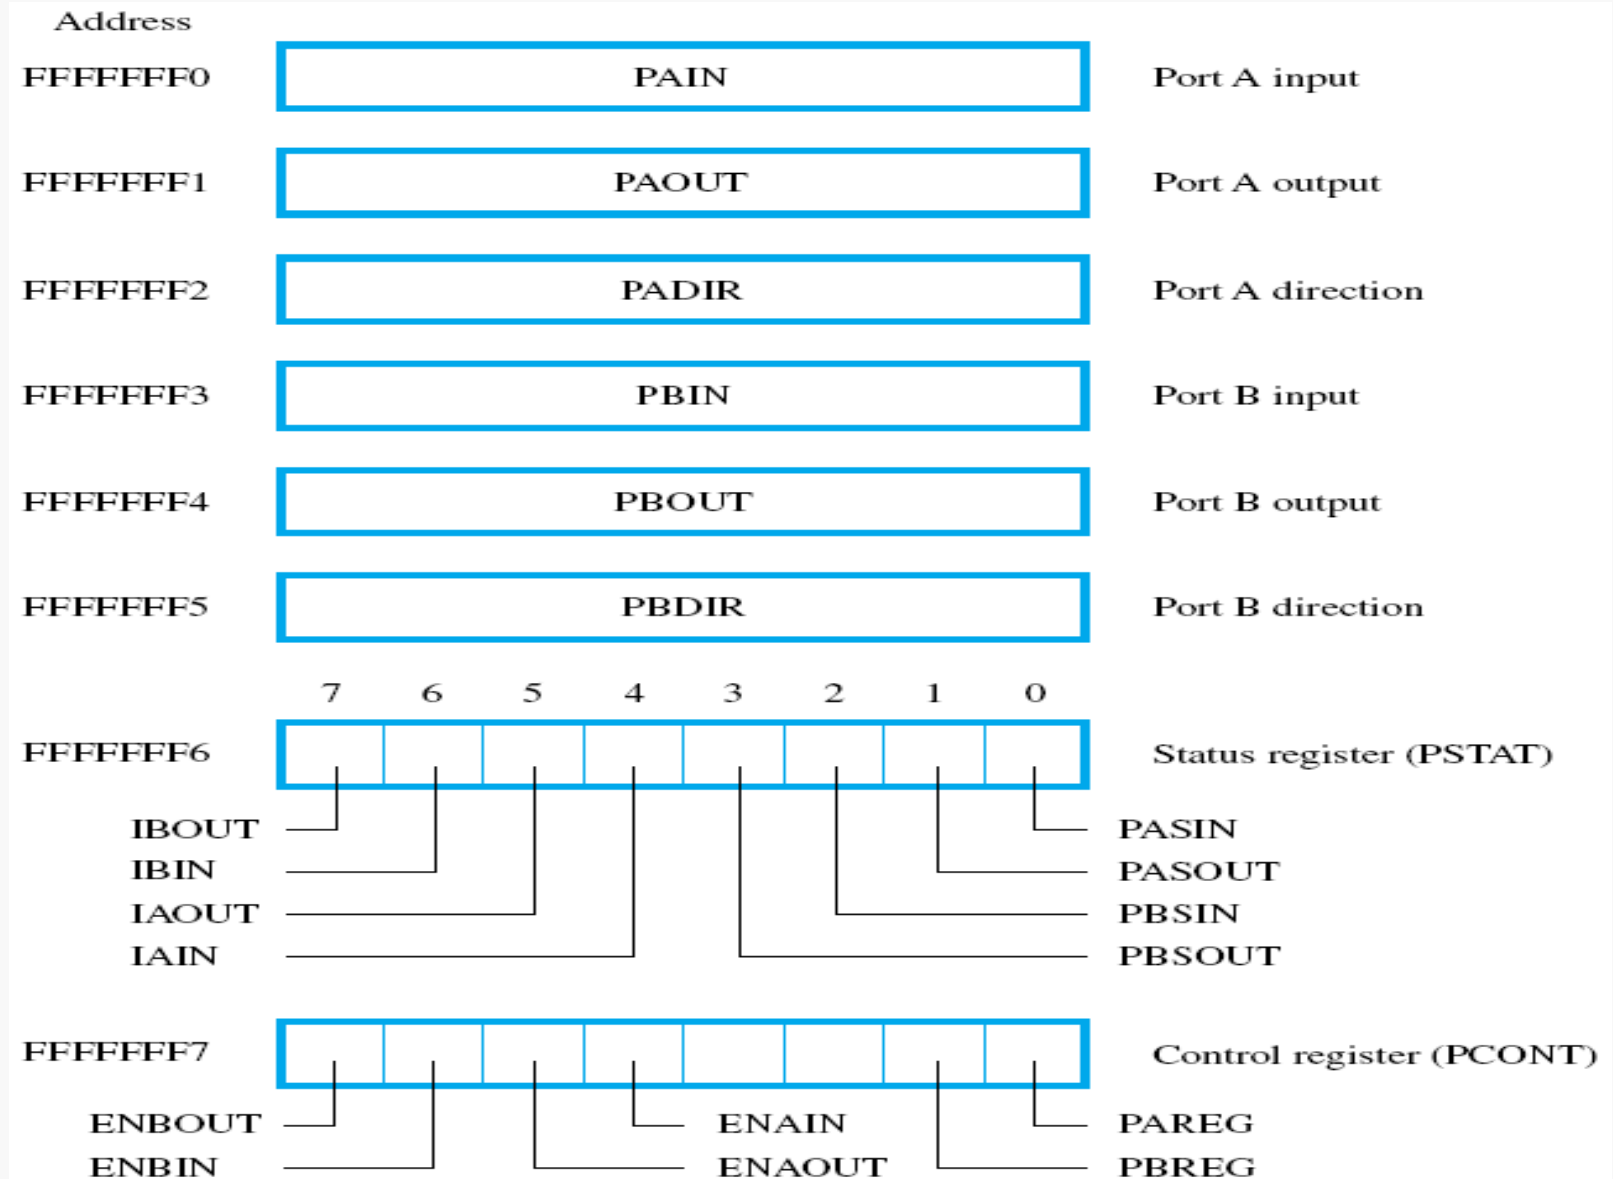 Address
FFFFFFF0 PAIN Port A input
FFFFFFF1 PAOUT Port A output
FFFFFFF2 PADIR Port A direction
FFFFFFF3 PBIN Port B input
FFFFFFF4 PBOUT Port B output
FFFFFFF5 PBDIR Port B direction
7 6 5 4 3 2 1 0
FFFFFFF6 Status register (PSTAT)
IBOUT PASIN
IBIN PASOUT
IAOUT PBSIN
IAIN PBSOUT
FFFFFFF7 Control register (PCONT)
ENBOUT ENAIN PAREG
ENBIN ENAOUT PBREG